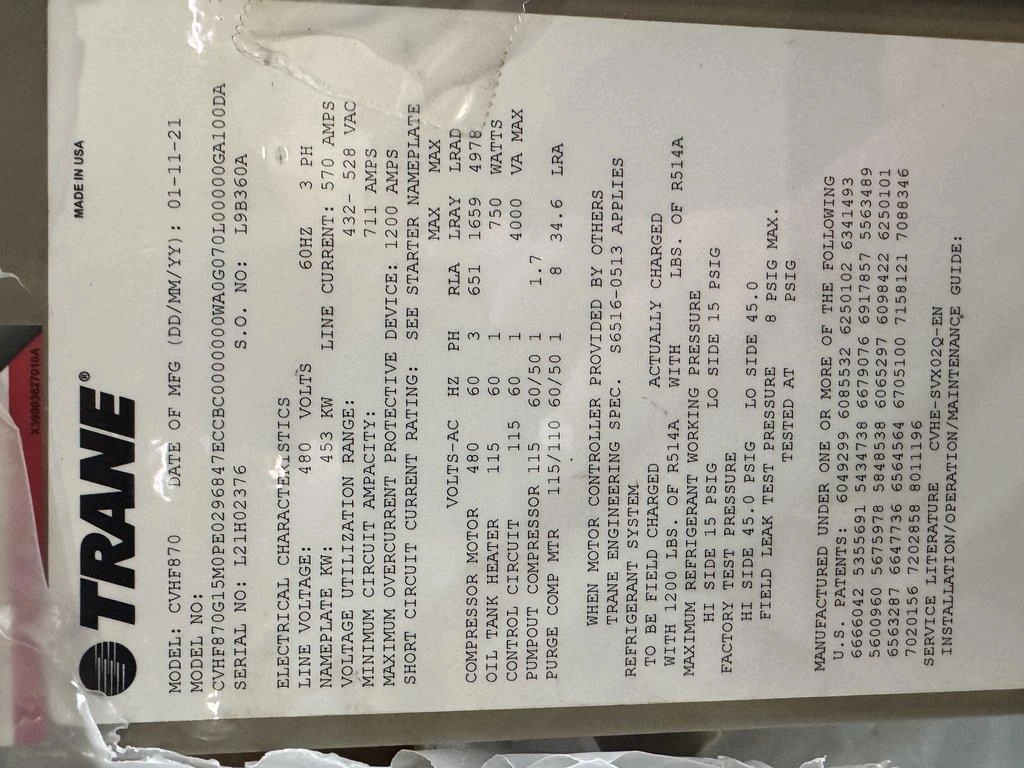 MADE IN USA
X39003627010A
TRANE®
MODEL: CVHF870 DATE OF MFG (DD/MM/YY): 01-11-21
MODEL NO:
CVHF870G15M0PE0296847ECCBC0000000WA0G070L00000GA100DA
SERIAL NO: L21H02376 S.O. NO: L9B360A
ELECTRICAL CHARACTERISTICS
LINE VOLTAGE: 480 VOLTS 60HZ 3 PH
NAMEPLATE KW: 453 KW LINE CURRENT: 570 AMPS
VOLTAGE UTILIZATION RANGE: 432- 528 VAC
MINIMUM CIRCUIT AMPACITY: 711 AMPS
MAXIMUM OVERCURRENT PROTECTIVE DEVICE: 1200 AMPS
SHORT CIRCUIT CURRENT RATING: SEE STARTER NAMEPLATE
MAX MAX
VOLTS-AC HZ PH RLA LRAY LRAD
COMPRESSOR MOTOR 480 60 3 651 1659 4978
OIL TANK HEATER 115 60 1 750 WATTS
CONTROL CIRCUIT 115 60 1 4000 VA MAX
PUMPOUT COMPRESSOR 115 60/50 1 1.7
PURGE COMP MTR 115/110 60/50 1 8 34.6 LRA
WHEN MOTOR CONTROLLER PROVIDED BY OTHERS
TRANE ENGINEERING SPEC. S6516-0513 APPLIES
REFRIGERANT SYSTEM
TO BE FIELD CHARGED ACTUALLY CHARGED
WITH 1200 LBS. OF R514A WITH LBS. OF R514A
MAXIMUM REFRIGERANT WORKING PRESSURE
HI SIDE 15 PSIG LO SIDE 15 PSIG
FACTORY TEST PRESSURE
HI SIDE 45.0 PSIG LO SIDE 45.0
FIELD LEAK TEST PRESSURE 8 PSIG MAX.
TESTED AT PSIG
MANUFACTURED UNDER ONE OR MORE OF THE FOLLOWING
U.S. PATENTS: 6049299 6085532 6250102 6341493
6666042 5355691 5434738 6679076 6917857 5563489
5600960 5675978 5848538 6065297 6098422 6250101
6563287 6647736 6564564 6705100 7158121 7088346
7020156 7202858 8011196
SERVICE LITERATURE CVHE-SVX02Q-EN
INSTALLATION/OPERATION/MAINTENANCE GUIDE: